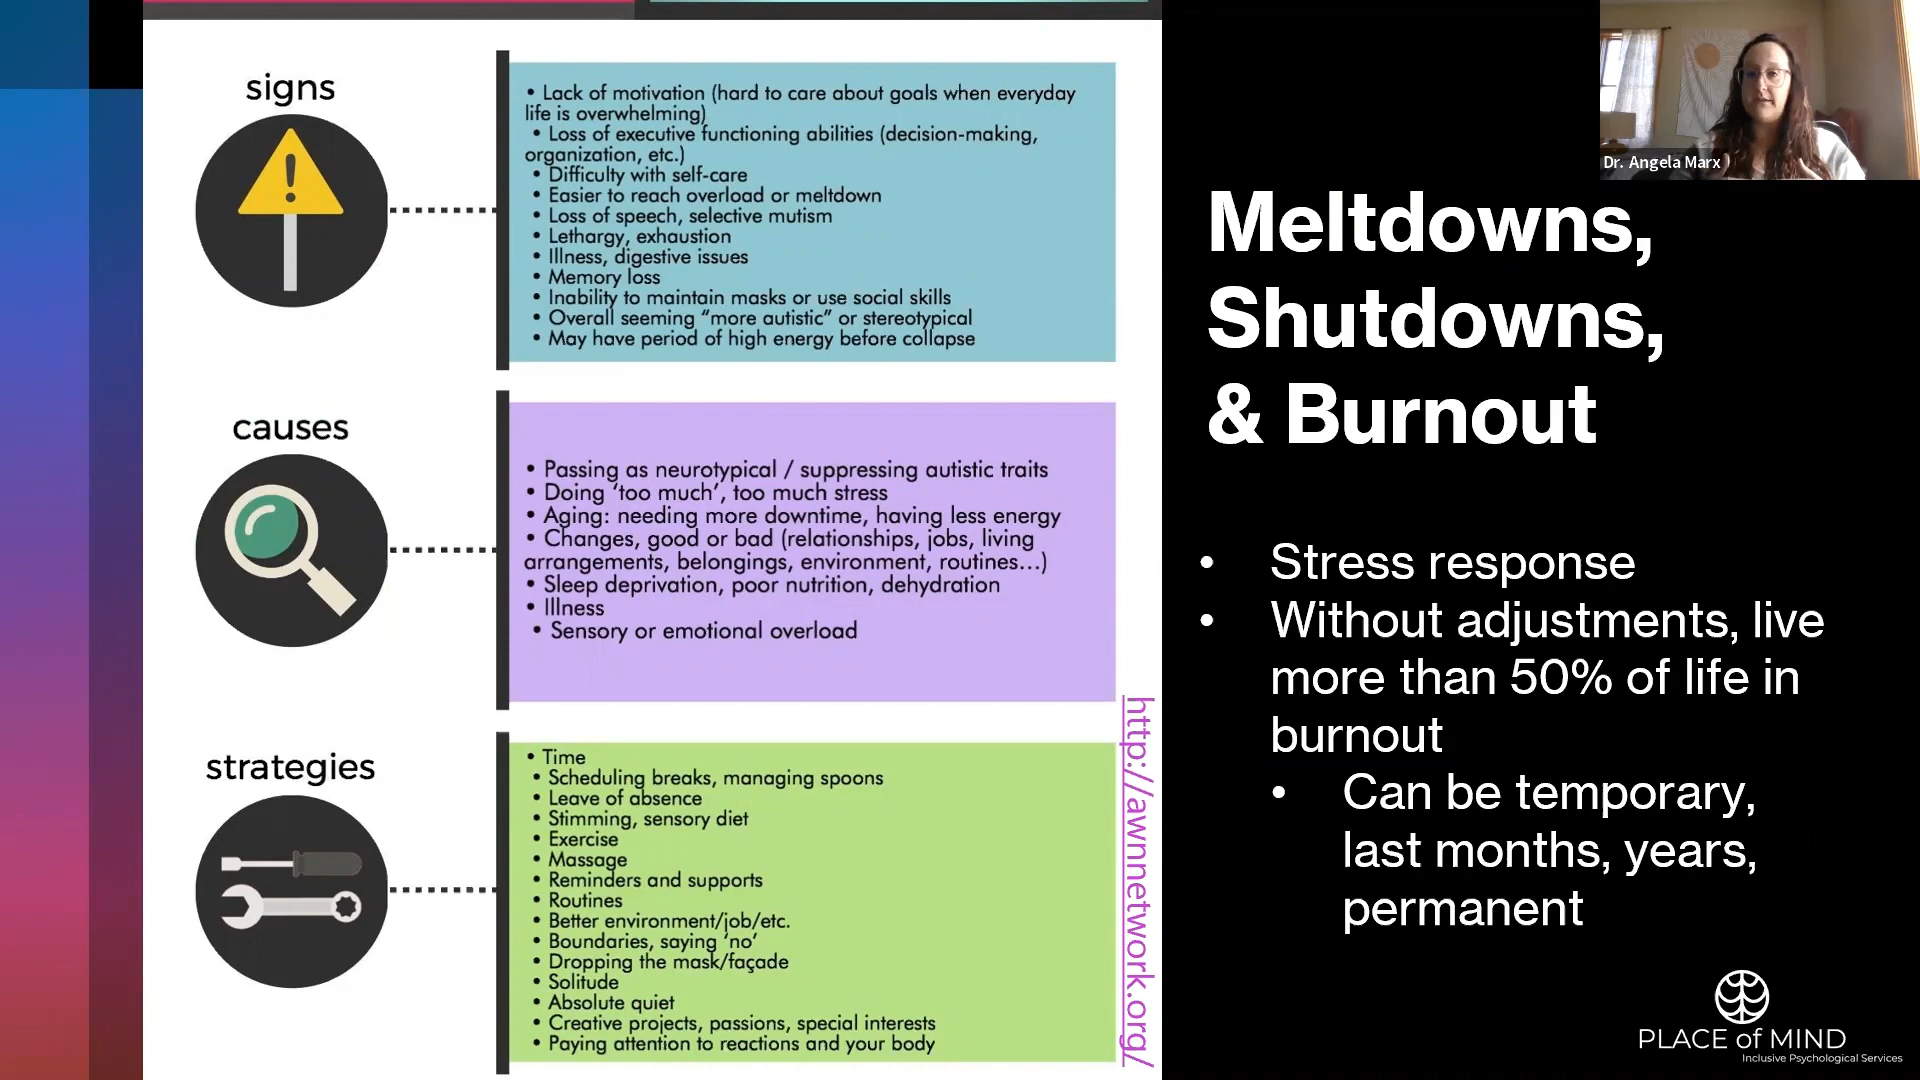 signs
• Lack of motivation (hard to care about goals when everyday
life is overwhelming)
• Loss of executive functioning abilities (decision-making,
organization, etc.)
• Difficulty with self-care
• Easier to reach overload or meltdown
• Loss of speech, selective mutism
• Lethargy, exhaustion
• Illness, digestive issues
• Memory loss
• Inability to maintain masks or use social skills
• Overall seeming “more autistic” or stereotypical
• May have period of high energy before collapse
causes
• Passing as neurotypical / suppressing autistic traits
• Doing ‘too much’, too much stress
• Aging: needing more downtime, having less energy
• Changes, good or bad (relationships, jobs, living
arrangements, belongings, environment, routines...)
• Sleep deprivation, poor nutrition, dehydration
• Illness
• Sensory or emotional overload
strategies
• Time
• Scheduling breaks, managing spoons
• Leave of absence
• Stimming, sensory diet
• Exercise
• Massage
• Reminders and supports
• Routines
• Better environment/job/etc.
• Boundaries, saying ‘no’
• Dropping the mask/façade
• Solitude
• Absolute quiet
• Creative projects, passions, special interests
• Paying attention to reactions and your body
http://awnnetwork.org/
Dr. Angela Marx
Meltdowns,
Shutdowns,
& Burnout
• Stress response
• Without adjustments, live
more than 50% of life in
burnout
• Can be temporary,
last months, years,
permanent
PLACE of MIND
Inclusive Psychological Services